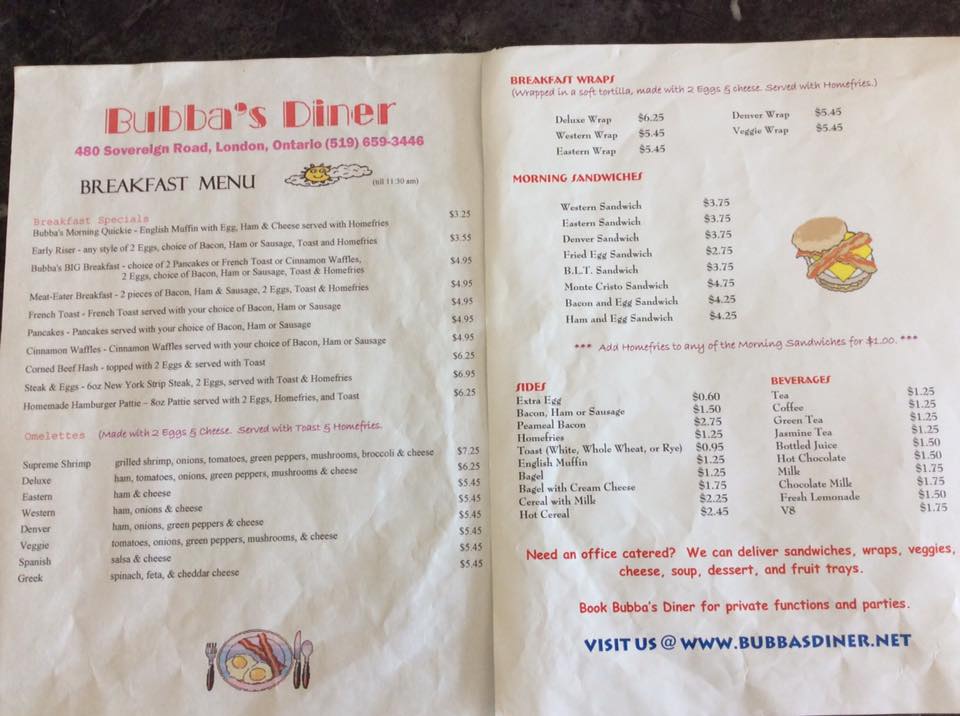 Bubba's Diner
480 Sovereign Road, London, Ontario (519) 659-3446
BREAKFAST MENU (till 11:30 am)
Breakfast Specials
Bubba's Morning Quickie - English Muffin with Egg, Ham & Cheese served with Homefries $3.25
Early Riser - any style of 2 Eggs, choice of Bacon, Ham or Sausage, Toast and Homefries $3.55
Bubba's BIG Breakfast - choice of 2 Pancakes or French Toast or Cinnamon Waffles, $4.95
2 Eggs, choice of Bacon, Ham or Sausage, Toast & Homefries
Meat-Eater Breakfast - 2 pieces of Bacon, Ham & Sausage, 2 Eggs, Toast & Homefries $4.95
French Toast - French Toast served with your choice of Bacon, Ham or Sausage $4.95
Pancakes - Pancakes served with your choice of Bacon, Ham or Sausage $4.95
Cinnamon Waffles - Cinnamon Waffles served with your choice of Bacon, Ham or Sausage $4.95
Corned Beef Hash - topped with 2 Eggs & served with Toast $6.25
Steak & Eggs - 6oz New York Strip Steak, 2 Eggs, served with Toast & Homefries $6.95
Homemade Hamburger Pattie – 8oz Pattie served with 2 Eggs, Homefries, and Toast $6.25
Omelettes (Made with 2 Eggs & Cheese. Served with Toast & Homefries.
Supreme Shrimp grilled shrimp, onions, tomatoes, green peppers, mushrooms, broccoli & cheese $7.25
Deluxe ham, tomatoes, onions, green peppers, mushrooms & cheese $6.25
Eastern ham & cheese $5.45
Western ham, onions & cheese $5.45
Denver ham, onions, green peppers & cheese $5.45
Veggie tomatoes, onions, green peppers, mushrooms, & cheese $5.45
Spanish salsa & cheese $5.45
Greek spinach, feta, & cheddar cheese $5.45
BREAKFAST WRAPS
(Wrapped in a soft tortilla, made with 2 Eggs & cheese. Served with Homefries.)
Deluxe Wrap $6.25 Denver Wrap $5.45
Western Wrap $5.45 Veggie Wrap $5.45
Eastern Wrap $5.45
MORNING SANDWICHES
Western Sandwich $3.75
Eastern Sandwich $3.75
Denver Sandwich $3.75
Fried Egg Sandwich $2.75
B.L.T. Sandwich $3.75
Monte Cristo Sandwich $4.75
Bacon and Egg Sandwich $4.25
Ham and Egg Sandwich $4.25
*** Add Homefries to any of the Morning Sandwiches for $1.00. ***
SIDES
Extra Egg $0.60
Bacon, Ham or Sausage $1.50
Peameal Bacon $2.75
Homefries $1.25
Toast (White, Whole Wheat, or Rye) $0.95
English Muffin $1.25
Bagel $1.25
Bagel with Cream Cheese $1.75
Cereal with Milk $2.25
Hot Cereal $2.45
BEVERAGES
Tea $1.25
Coffee $1.25
Green Tea $1.25
Jasmine Tea $1.25
Bottled Juice $1.50
Hot Chocolate $1.50
Milk $1.75
Chocolate Milk $1.75
Fresh Lemonade $1.50
V8 $1.75
Need an office catered? We can deliver sandwiches, wraps, veggies,
cheese, soup, dessert, and fruit trays.
Book Bubba's Diner for private functions and parties.
VISIT US @ WWW.BUBBASDINER.NET